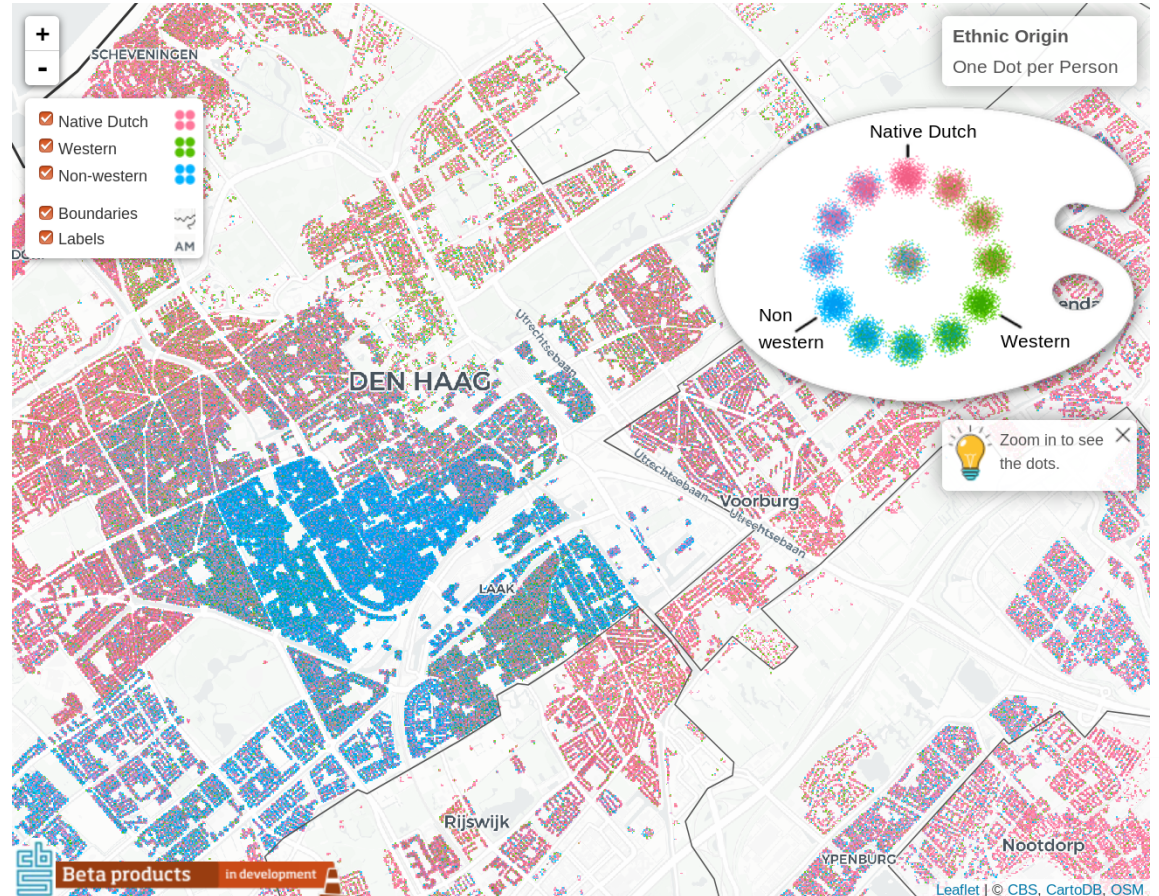 +
-
SCHEVENINGEN
Ethnic Origin
One Dot per Person
Native Dutch
Western
Non-western
Boundaries
Labels
AM
Native Dutch
Non
western
Western
enda
Utrechtsebaan
DEN HAAG
Zoom in to see
the dots.
Utrechtsebaan
Voorburg
Utrechtsebaan
LAAK
Rijswijk
Nootdorp
YPENBURG
cbs
Beta products
in development
Leaflet | © CBS, CartoDB, OSM